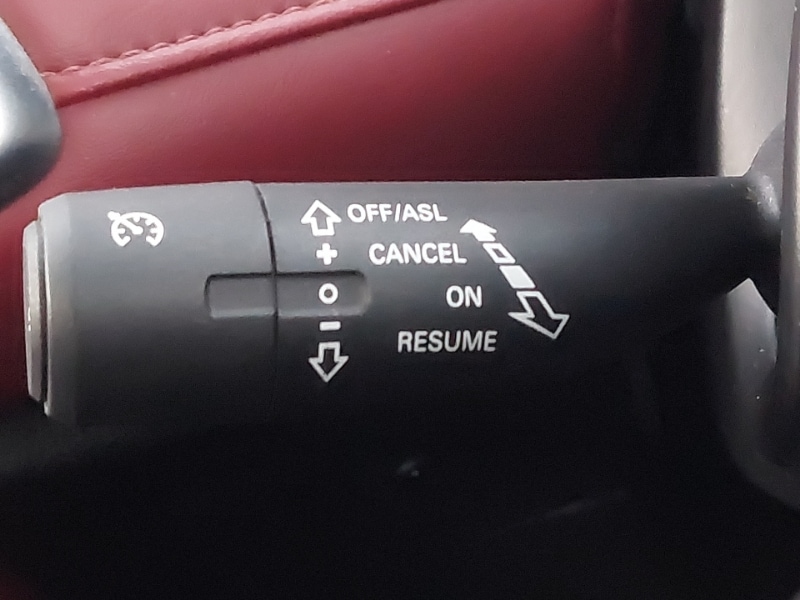 OFF/ASL
+ CANCEL
O ON
- RESUME